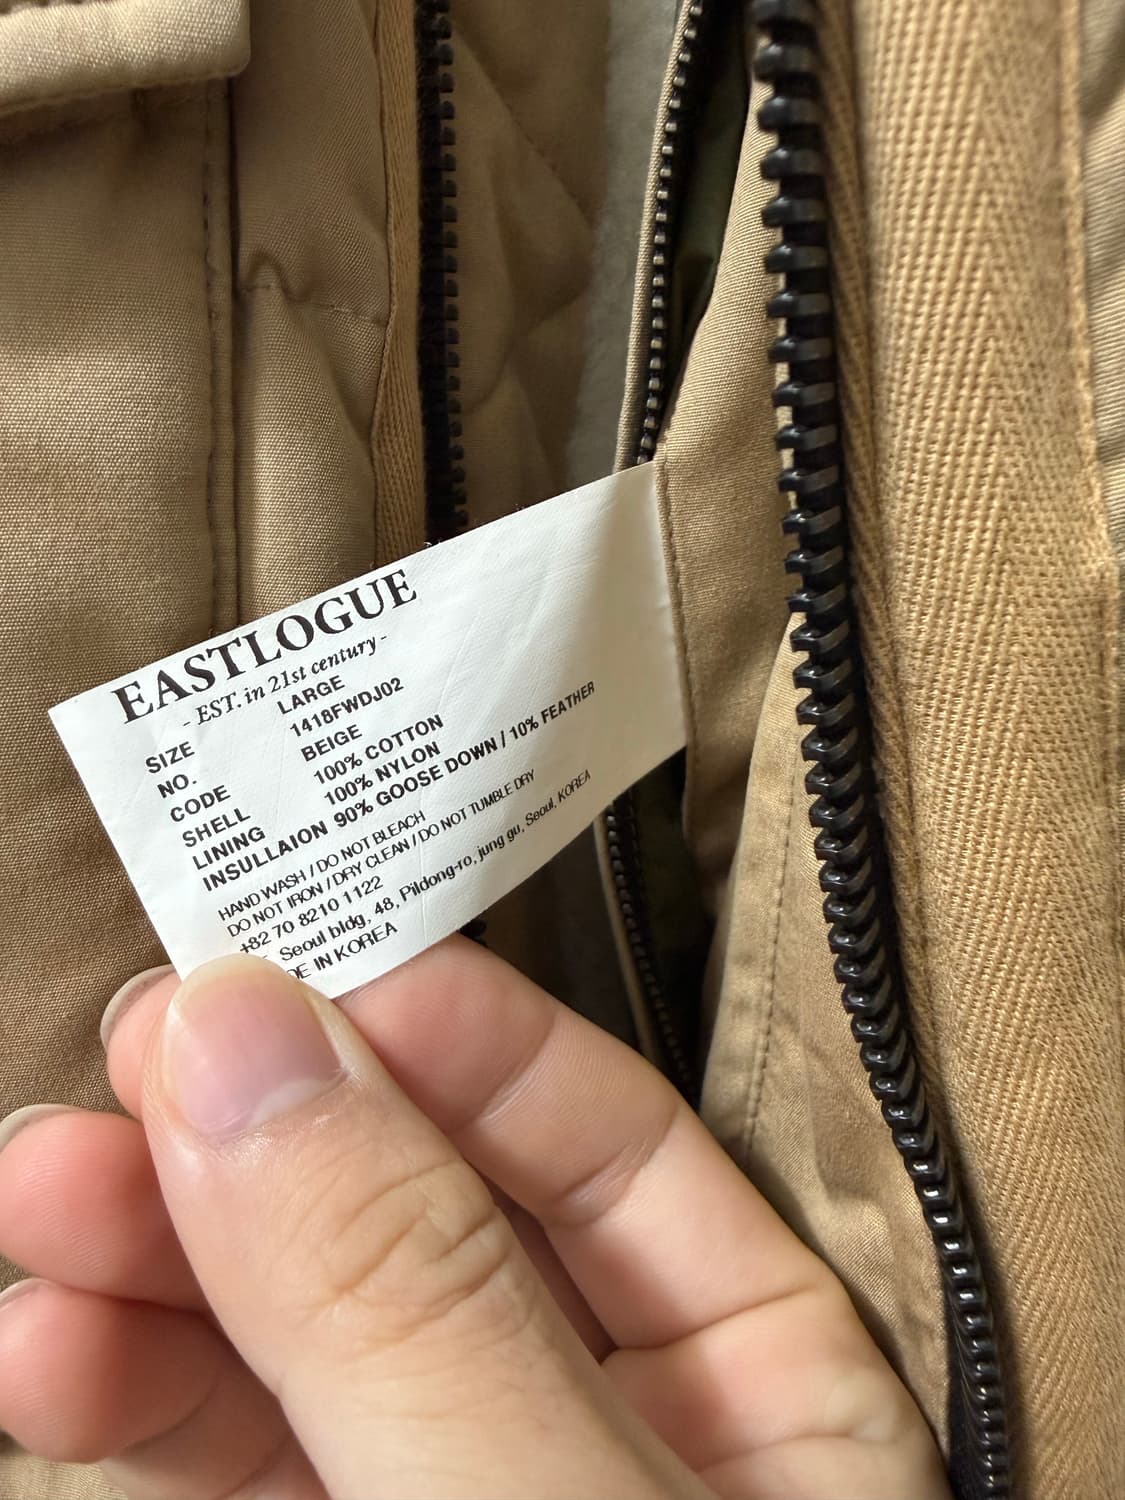 EASTLOGUE
- EST. in 21st century -
SIZE LARGE
NO. 1418FWDJ02
CODE BEIGE
SHELL 100% COTTON
LINING 100% NYLON
INSULLAION 90% GOOSE DOWN / 10% FEATHER
HAND WASH / DO NOT BLEACH
DO NOT IRON / DRY CLEAN / DO NOT TUMBLE DRY
+82 70 8210 1122
Seoul bldg, 48, Pildong-ro, jung gu, Seoul, KOREA
DE IN KOREA